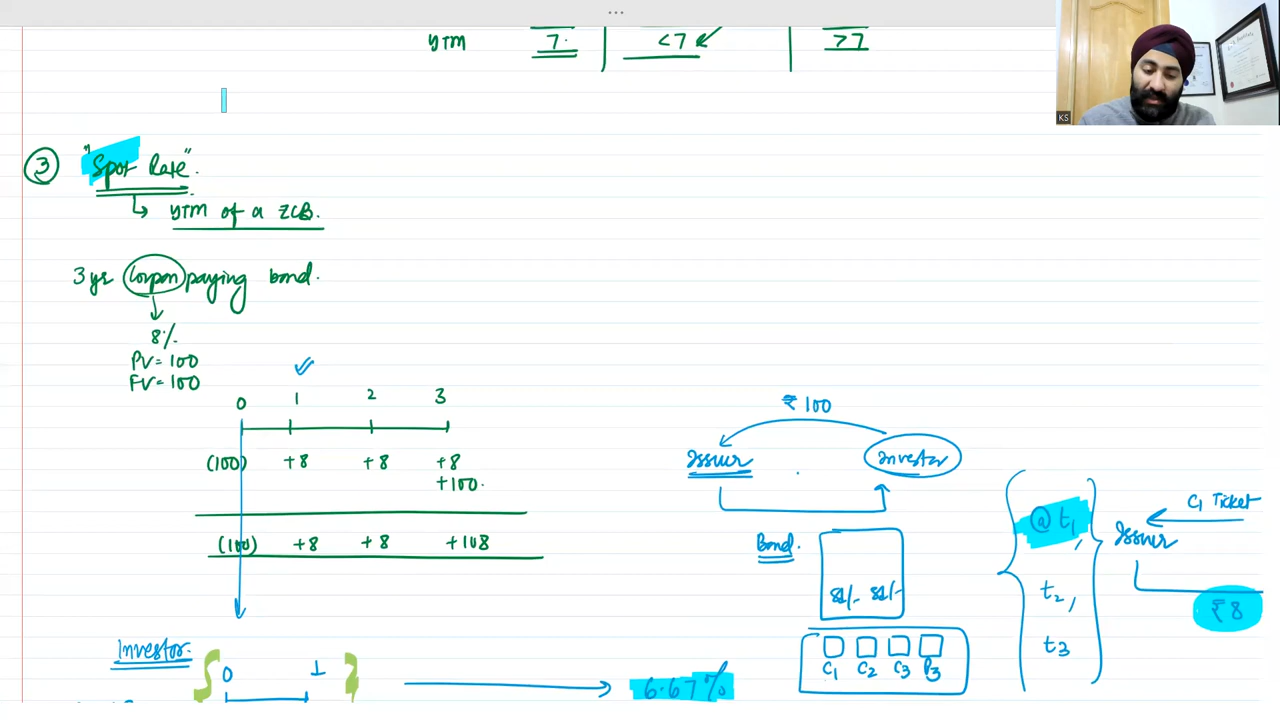 YTM 7. <7 >7
③ "Spot Rate".
↳ YTM of a ZCB.
3 yr Coupon paying bond.
8%
PV = 100
FV = 100
0 1 2 3
(100) +8 +8 +8
+100.
(100) +8 +8 +108
₹100
Issuer Investor
Bond.
C1 C2 C3 P3
@ t1,
t2,
t3
C1 Ticket
Issuer
₹8
Investor.
0 1
6.67%
KS